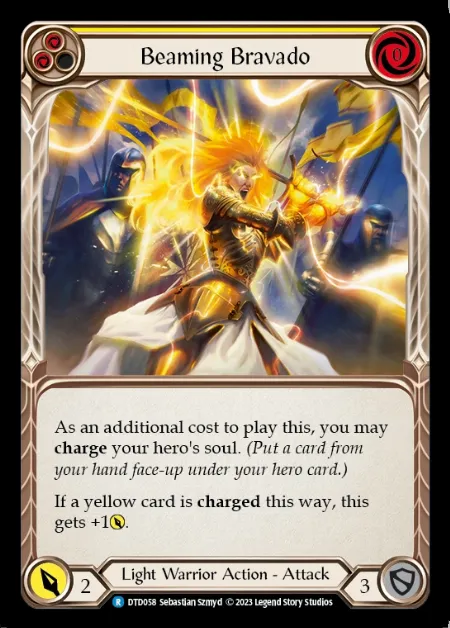 Beaming Bravado
0
As an additional cost to play this, you may
charge your hero's soul. (Put a card from
your hand face-up under your hero card.)
If a yellow card is charged this way, this
gets +1.
2
Light Warrior Action - Attack
3
R DTD058 Sebastian Szmyd © 2023 Legend Story Studios